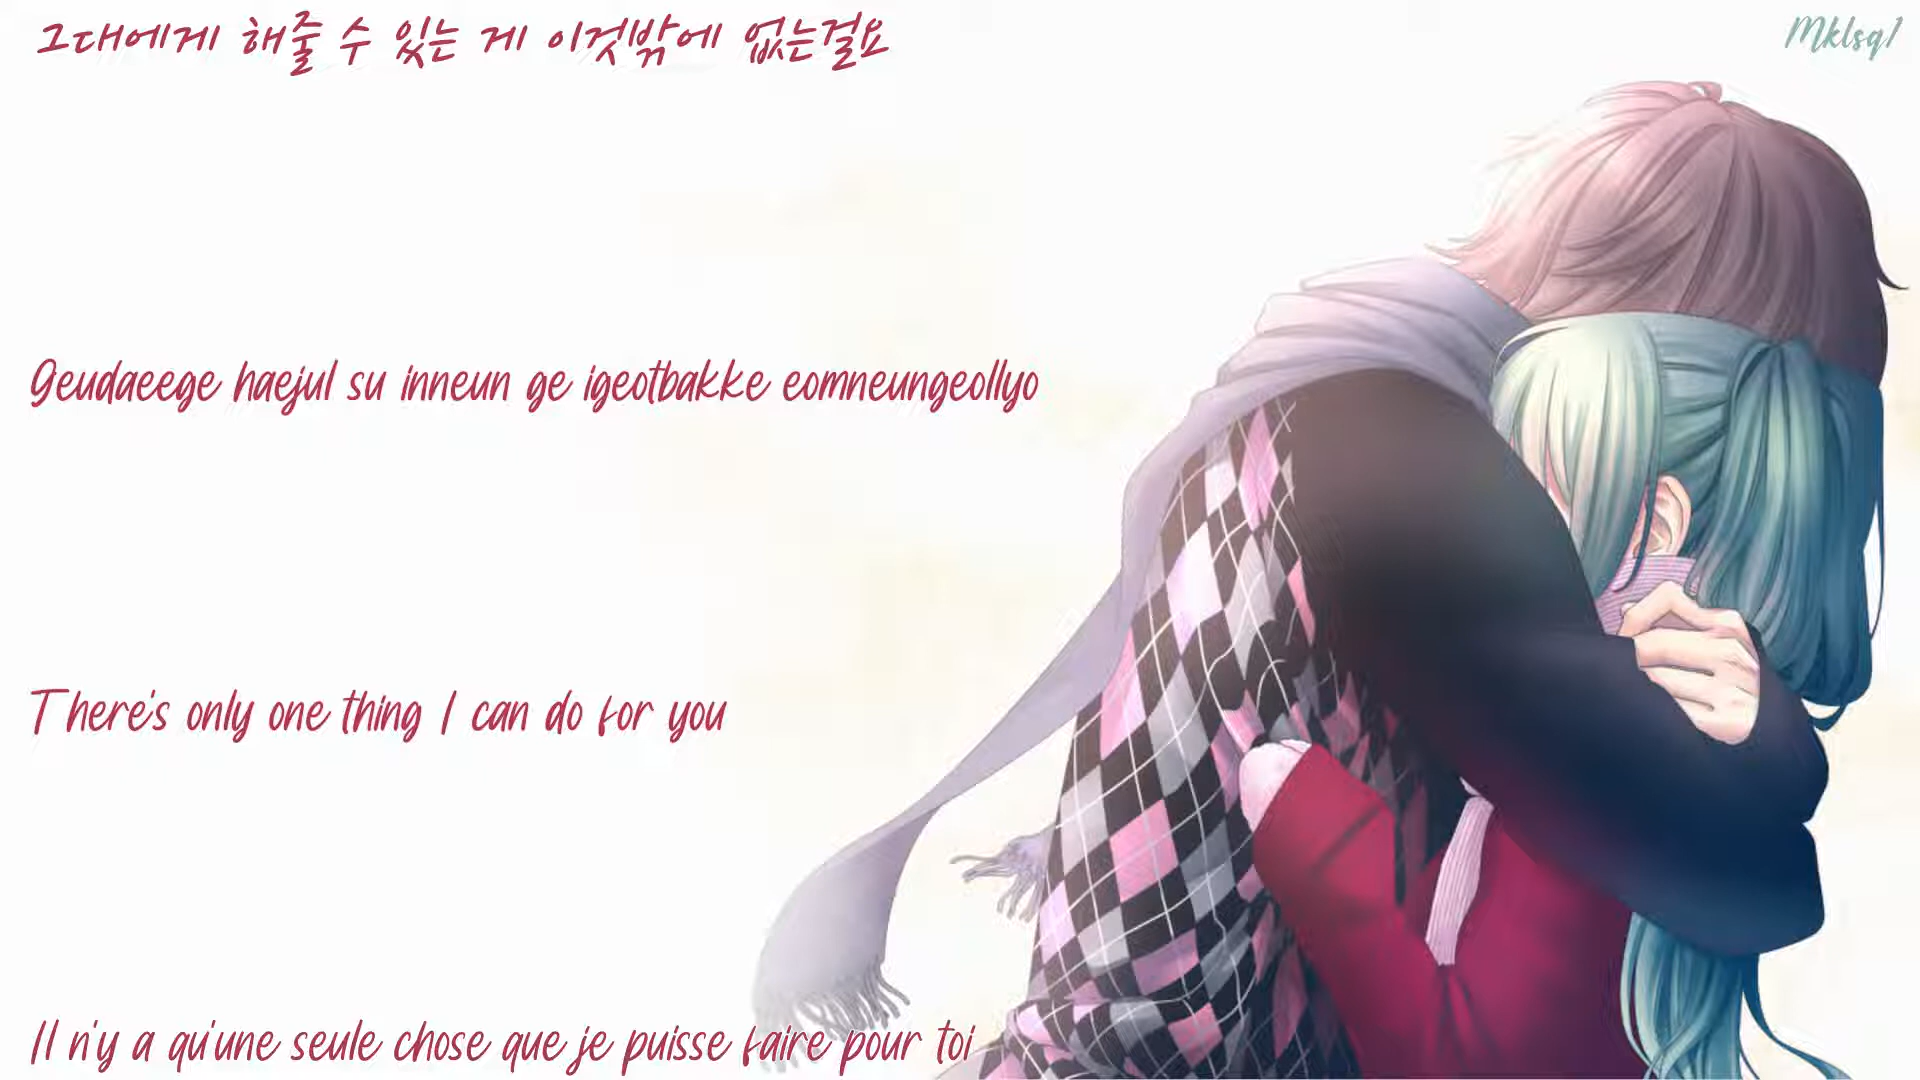 그대에게 해줄 수 있는 게 이것밖에 없는걸요
Mklsq1
Geudaeege haejul su inneun ge igeotbakke eomneungeollyo
There's only one thing I can do for you
Il n'y a qu'une seule chose que je puisse faire pour toi